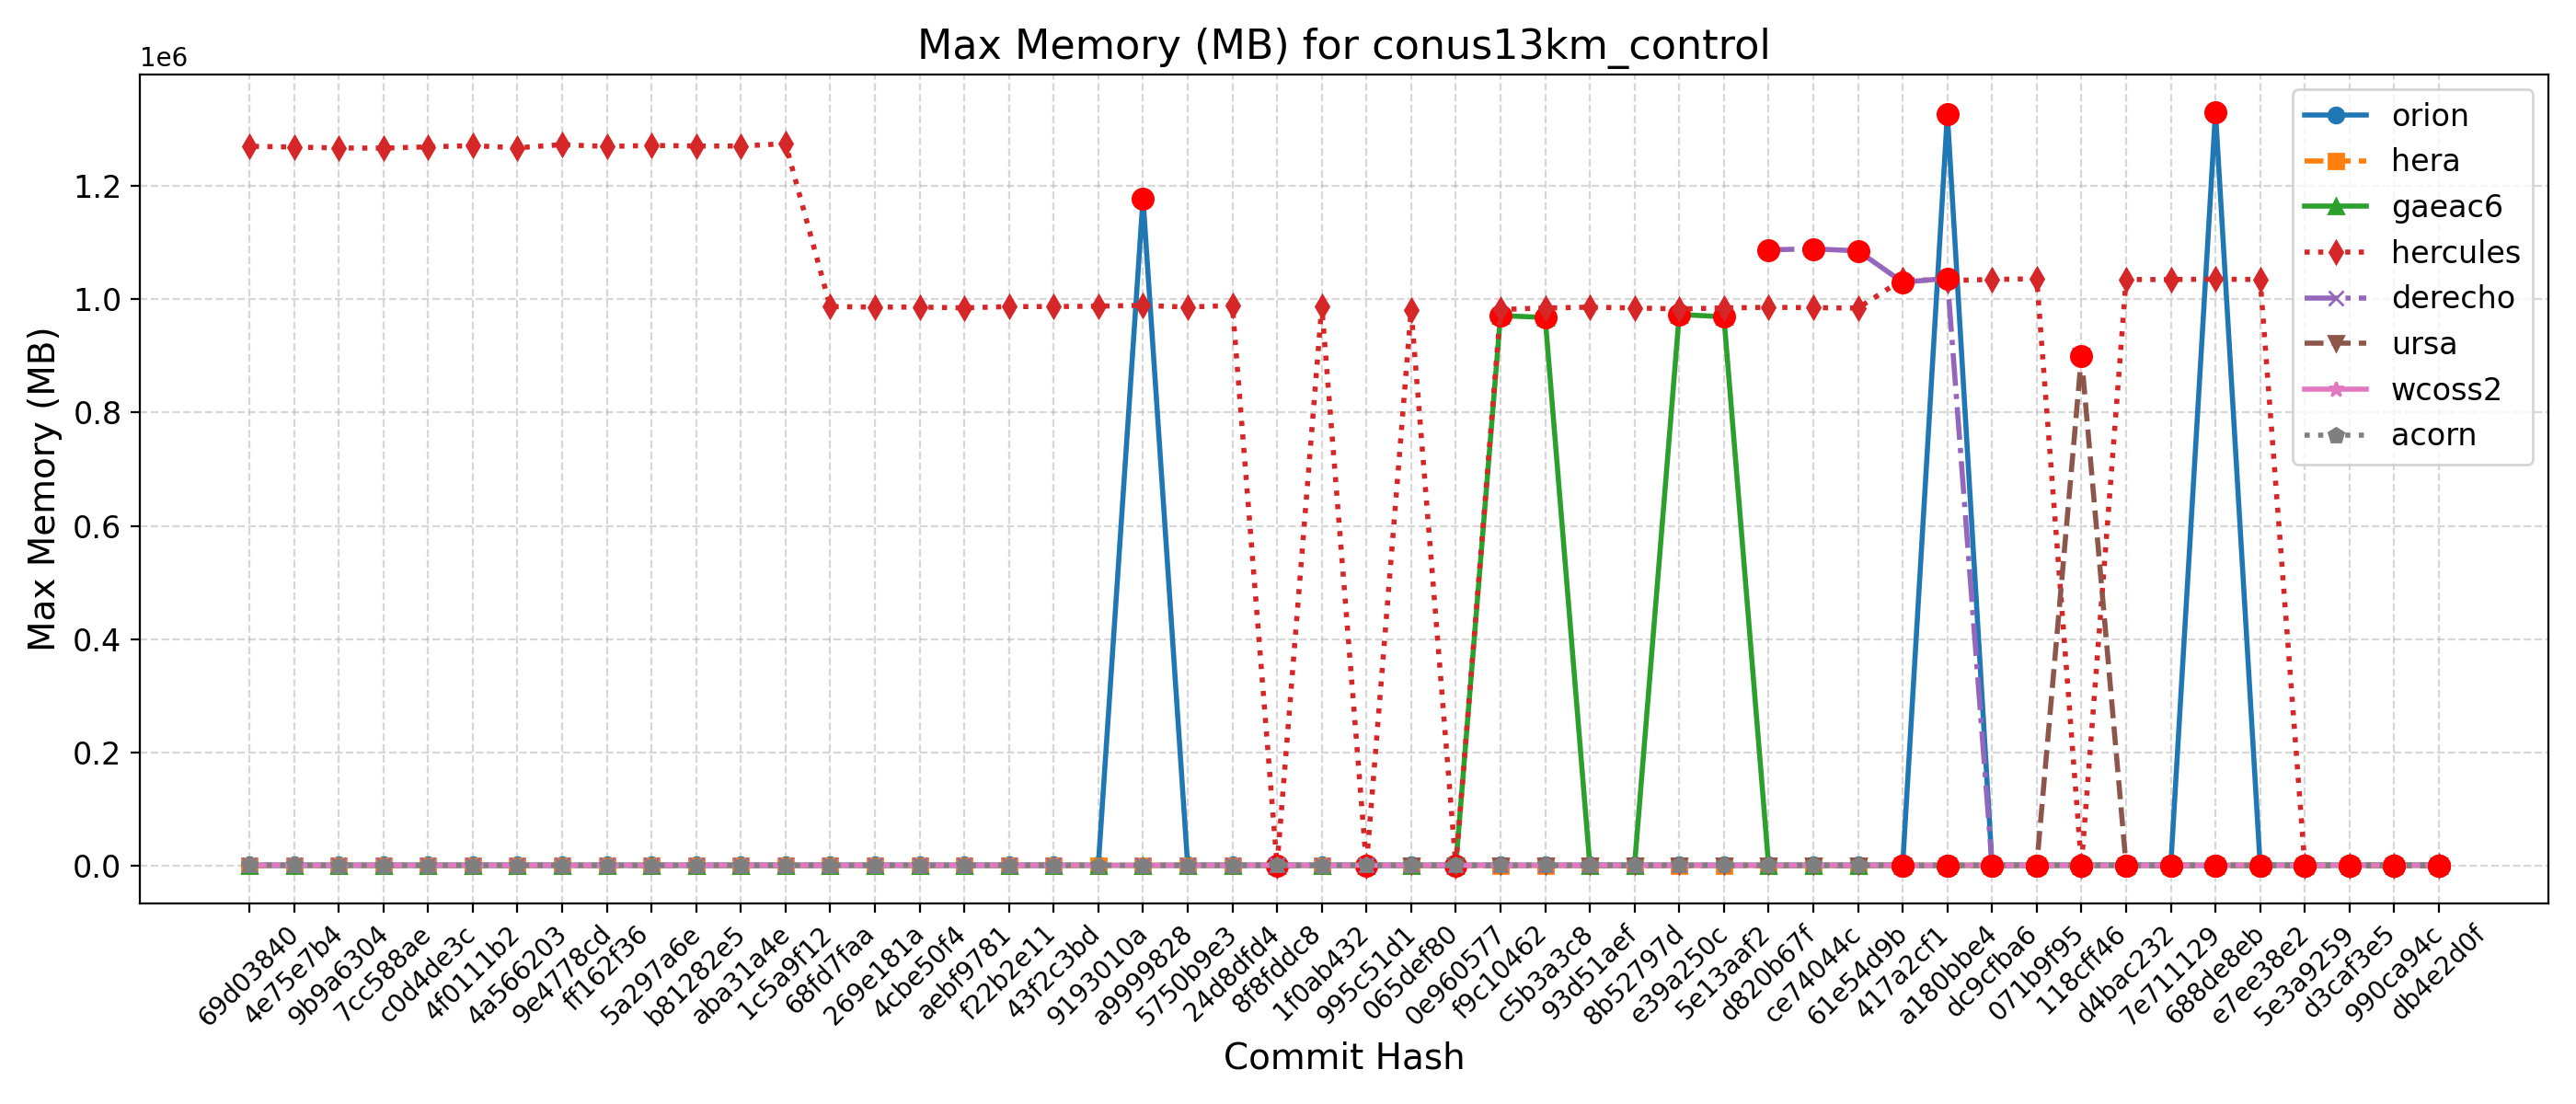 Max Memory (MB) for conus13km_control
1e6
Max Memory (MB)
1.2
1.0
0.8
0.6
0.4
0.2
0.0
orion
hera
gaeac6
hercules
derecho
ursa
wcoss2
acorn
69d03840
4e75e7b4
9b9a6304
7cc588ae
c0d4de3c
4f0111b2
4a566203
9e4778cd
ff162f36
5a297a6e
b81282e5
aba31a4e
1c5a9f12
68fd7faa
269e181a
4cbe50f4
aebf9781
f22b2e11
43f2c3bd
9193010a
a9999828
5750b9e3
24d8dfd4
8f8fddc8
1f0ab432
995c51d1
065def80
0e960577
f9c10462
c5b3a3c8
93d51aef
8b52797d
e39a250c
5e13aaf2
d820b67f
ce74044c
61e54d9b
417a2cf1
a180bbe4
dc9cfba6
071b9f95
118cff46
d4bac232
7e711129
688de8eb
e7ee38e2
5e3a9259
d3caf3e5
990ca94c
db4e2d0f
Commit Hash